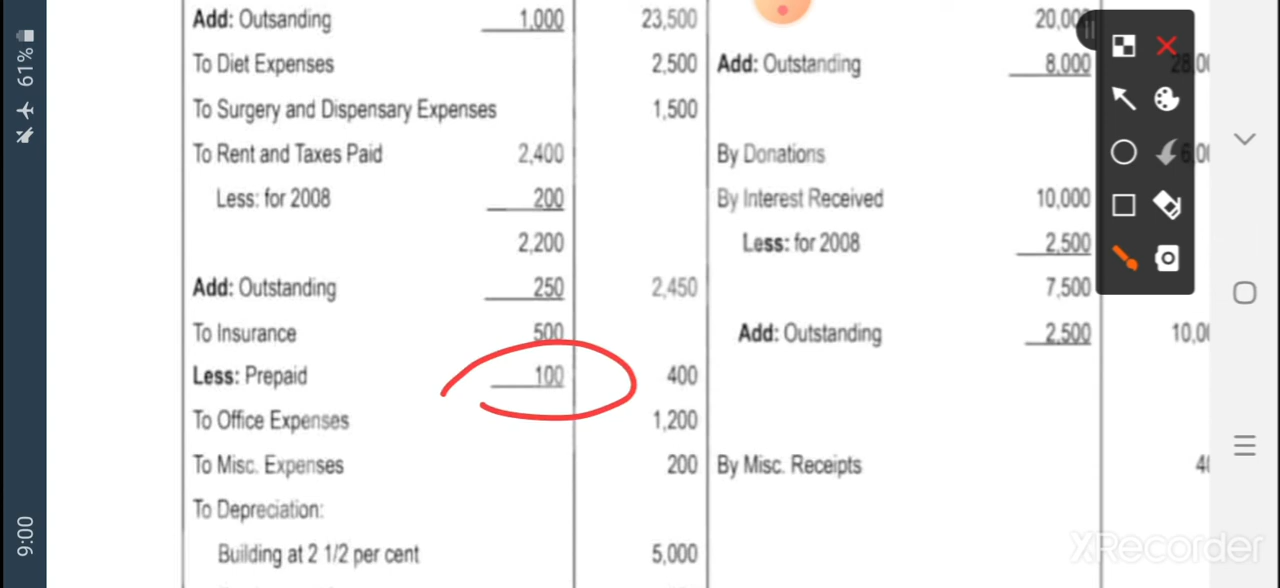 61%
9:00
Add: Outsanding 1,000 23,500
To Diet Expenses 2,500
To Surgery and Dispensary Expenses 1,500
To Rent and Taxes Paid 2,400
Less: for 2008 200
2,200
Add: Outstanding 250 2,450
To Insurance 500
Less: Prepaid 100 400
To Office Expenses 1,200
To Misc. Expenses 200
To Depreciation:
Building at 2 1/2 per cent 5,000
Add: Outstanding 8,000
By Donations
By Interest Received 10,000
Less: for 2008 2,500
7,500
Add: Outstanding 2,500
By Misc. Receipts
XRecorder